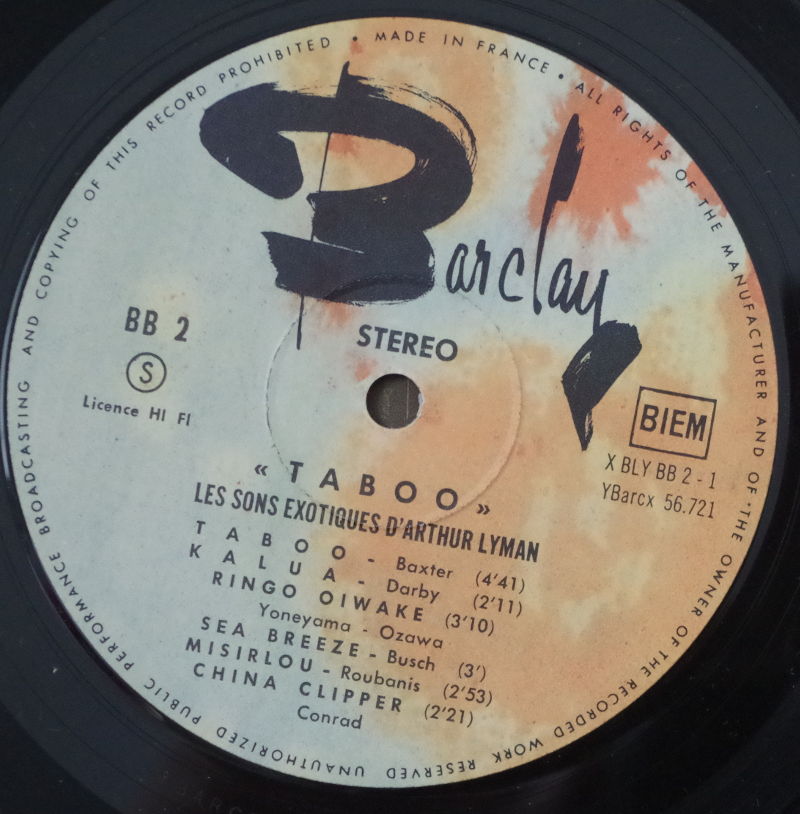 UNAUTHORIZED PUBLIC PERFORMANCE BROADCASTING AND COPYING OF THIS RECORD PROHIBITED • MADE IN FRANCE • ALL RIGHTS OF THE MANUFACTURER AND OF THE OWNER OF THE RECORDED WORK RESERVED
Barclay
BB 2
STEREO
S
Licence HI FI
BIEM
X BLY BB 2 - 1
YBarcx 56.721
« TABOO »
LES SONS EXOTIQUES D'ARTHUR LYMAN
TABOO - Baxter (4'41)
KALUA - Darby (2'11)
RINGO OIWAKE (3'10)
Yoneyama - Ozawa
SEA BREEZE - Busch (3')
MISIRLOU - Roubanis (2'53)
CHINA CLIPPER (2'21)
Conrad